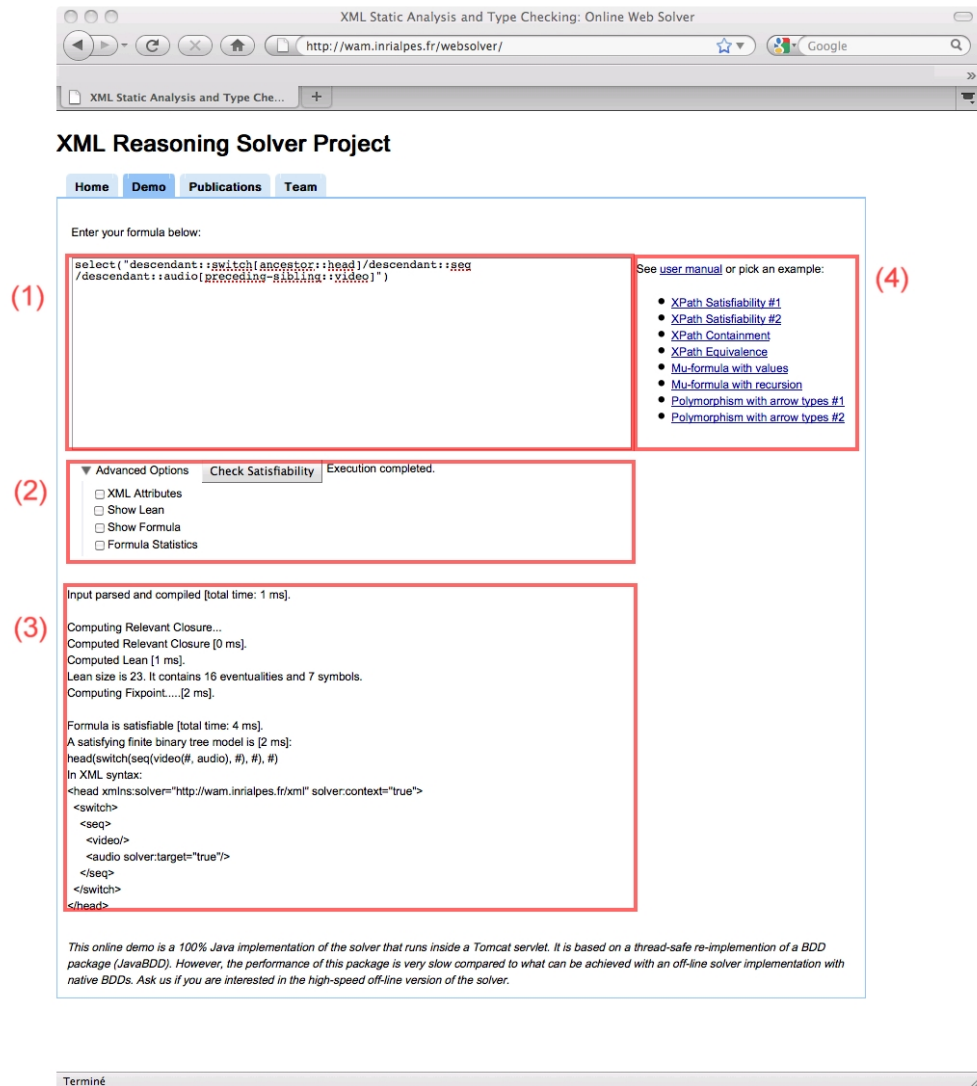 XML Static Analysis and Type Checking: Online Web Solver
http://wam.inrialpes.fr/websolver/
Google
»
XML Static Analysis and Type Che...
+
XML Reasoning Solver Project
Home Demo Publications Team
Enter your formula below:
(1)
select("descendant::switch[ancestor::head]/descendant::seq
/descendant::audio[preceding-sibling::video]")
See user manual or pick an example:
(4)
XPath Satisfiability #1
XPath Satisfiability #2
XPath Containment
XPath Equivalence
Mu-formula with values
Mu-formula with recursion
Polymorphism with arrow types #1
Polymorphism with arrow types #2
(2)
▼ Advanced Options Check Satisfiability Execution completed.
XML Attributes
Show Lean
Show Formula
Formula Statistics
(3)
Input parsed and compiled [total time: 1 ms].
Computing Relevant Closure...
Computed Relevant Closure [0 ms].
Computed Lean [1 ms].
Lean size is 23. It contains 16 eventualities and 7 symbols.
Computing Fixpoint.....[2 ms].
Formula is satisfiable [total time: 4 ms].
A satisfying finite binary tree model is [2 ms]:
head(switch(seq(video(#, audio), #), #), #)
In XML syntax:
<head xmlns:solver="http://wam.inrialpes.fr/xml" solver:context="true">
<switch>
<seq>
<video/>
<audio solver:target="true"/>
</seq>
</switch>
</head>
This online demo is a 100% Java implementation of the solver that runs inside a Tomcat servlet. It is based on a thread-safe re-implemention of a BDD
package (JavaBDD). However, the performance of this package is very slow compared to what can be achieved with an off-line solver implementation with
native BDDs. Ask us if you are interested in the high-speed off-line version of the solver.
Terminé